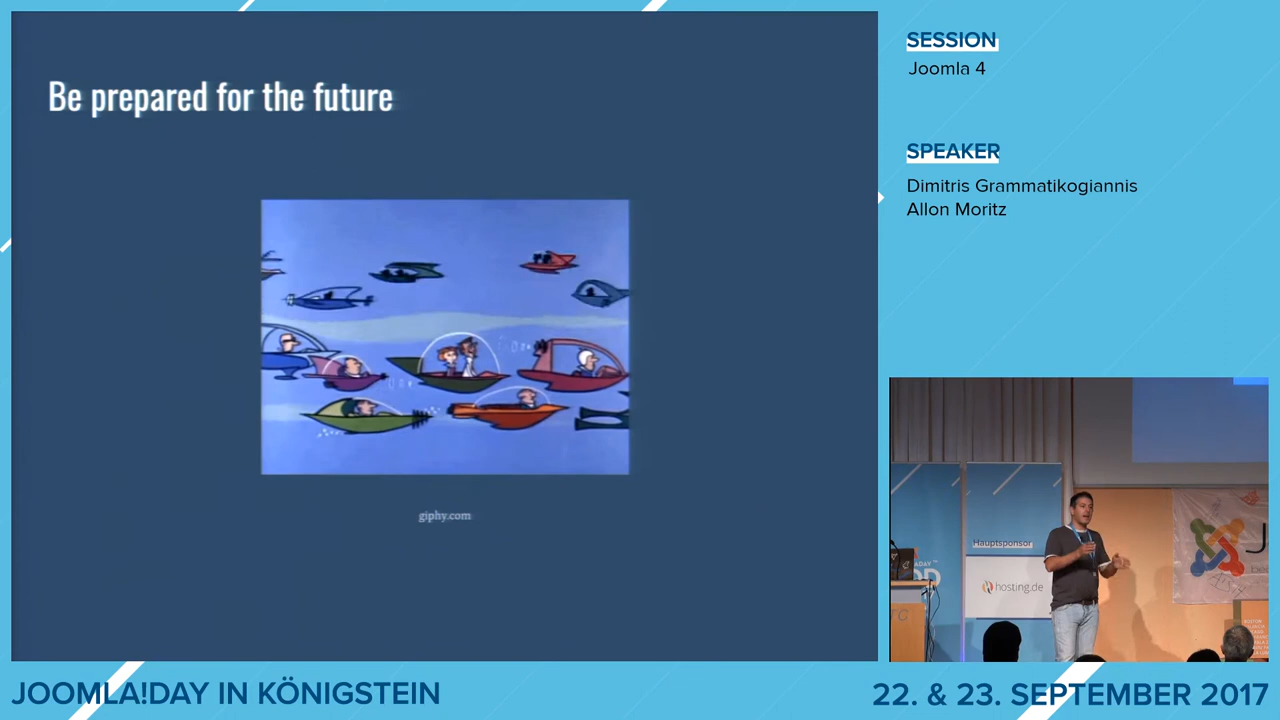 Be prepared for the future
giphy.com
SESSION
Joomla 4
SPEAKER
Dimitris Grammatikogiannis
Allon Moritz
Hauptsponsor
hosting.de
JOOMLA!DAY IN KÖNIGSTEIN
22. & 23. SEPTEMBER 2017